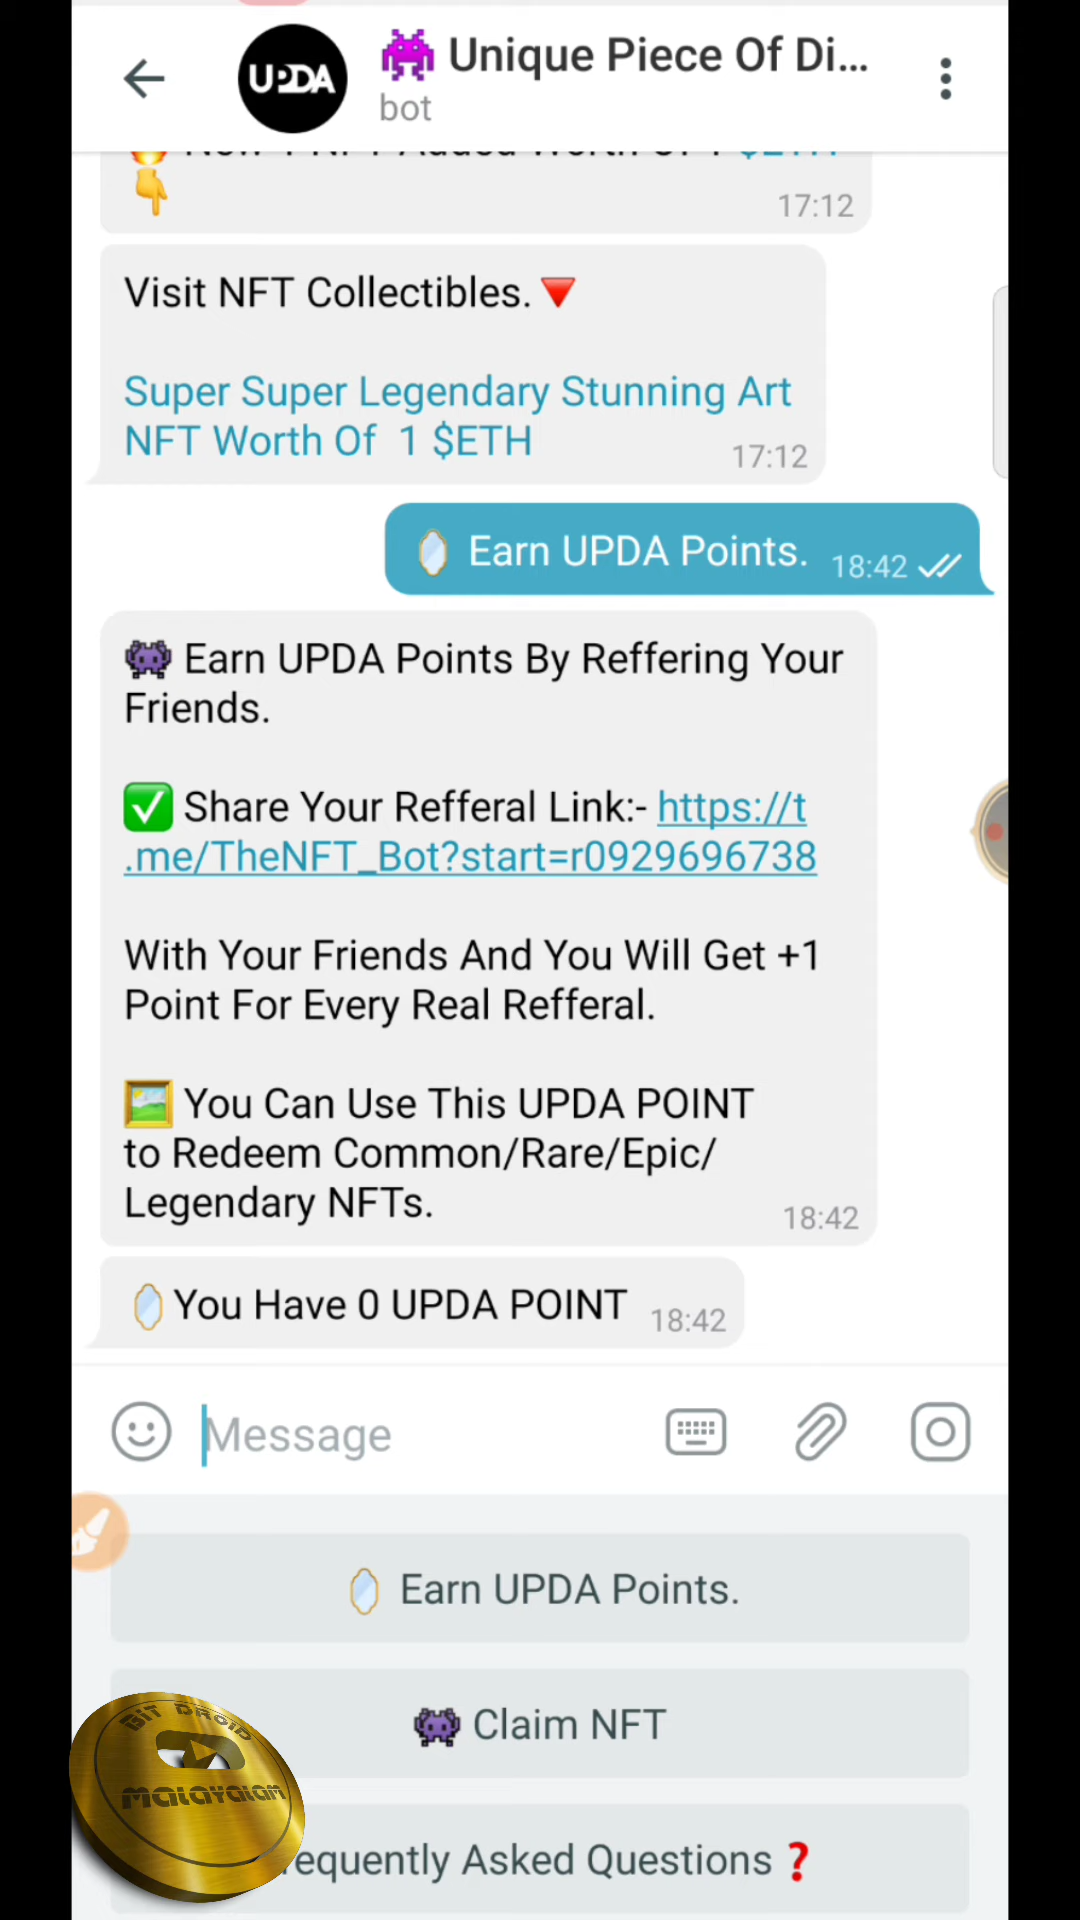 UPDA
👾 Unique Piece Of Di...
bot
17:12
Visit NFT Collectibles.🔻
Super Super Legendary Stunning Art
NFT Worth Of 1 $ETH
17:12
🪞 Earn UPDA Points.
18:42
👾 Earn UPDA Points By Reffering Your
Friends.
✅ Share Your Refferal Link:- https://t
.me/TheNFT_Bot?start=r0929696738
With Your Friends And You Will Get +1
Point For Every Real Refferal.
🖼️ You Can Use This UPDA POINT
to Redeem Common/Rare/Epic/
Legendary NFTs.
18:42
🪞You Have 0 UPDA POINT
18:42
Message
🪞 Earn UPDA Points.
👾 Claim NFT
BIT DROID
MALAYALAM
requently Asked Questions ❓